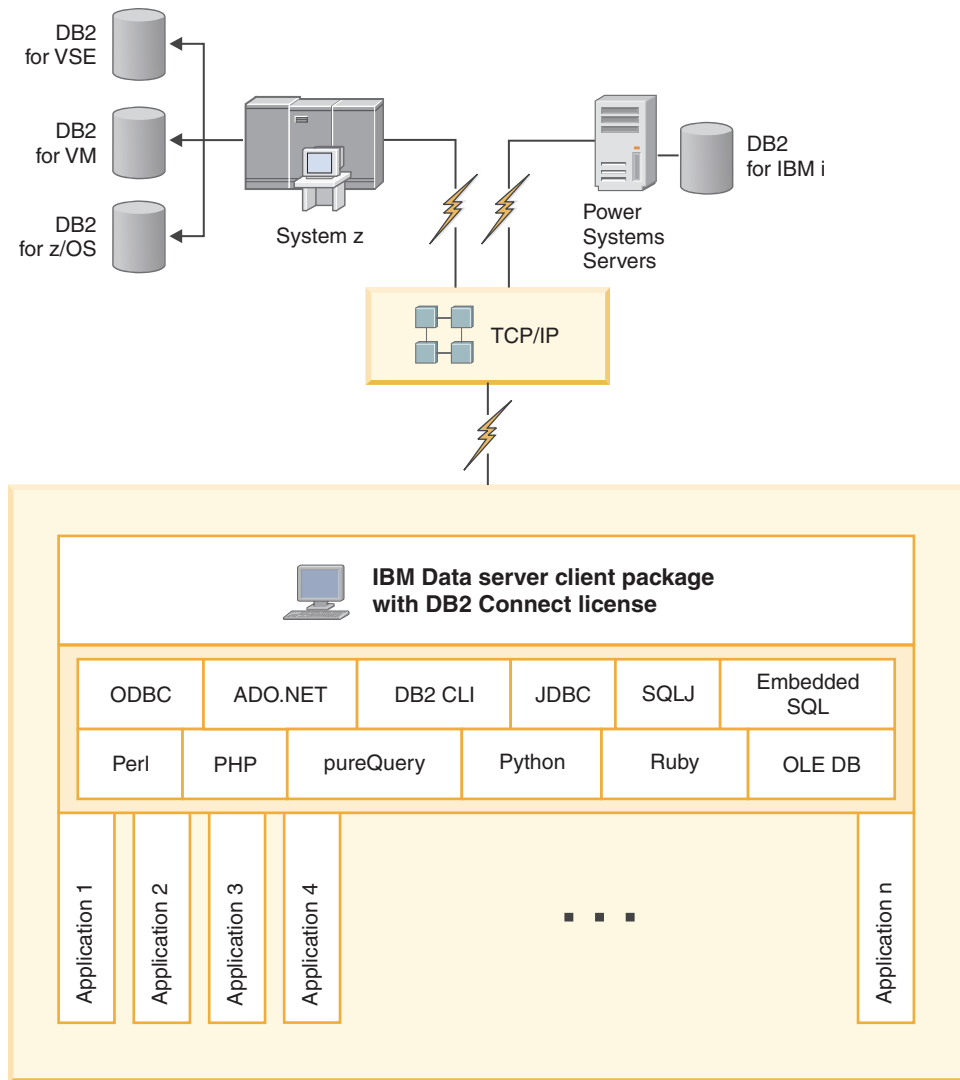 DB2
for VSE
DB2
for VM
DB2
for z/OS
System z
Power
Systems
Servers
DB2
for IBM i
TCP/IP
IBM Data server client package
with DB2 Connect license
ODBC
ADO.NET
DB2 CLI
JDBC
SQLJ
Embedded
SQL
Perl
PHP
pureQuery
Python
Ruby
OLE DB
Application 1
Application 2
Application 3
Application 4
. . .
Application n